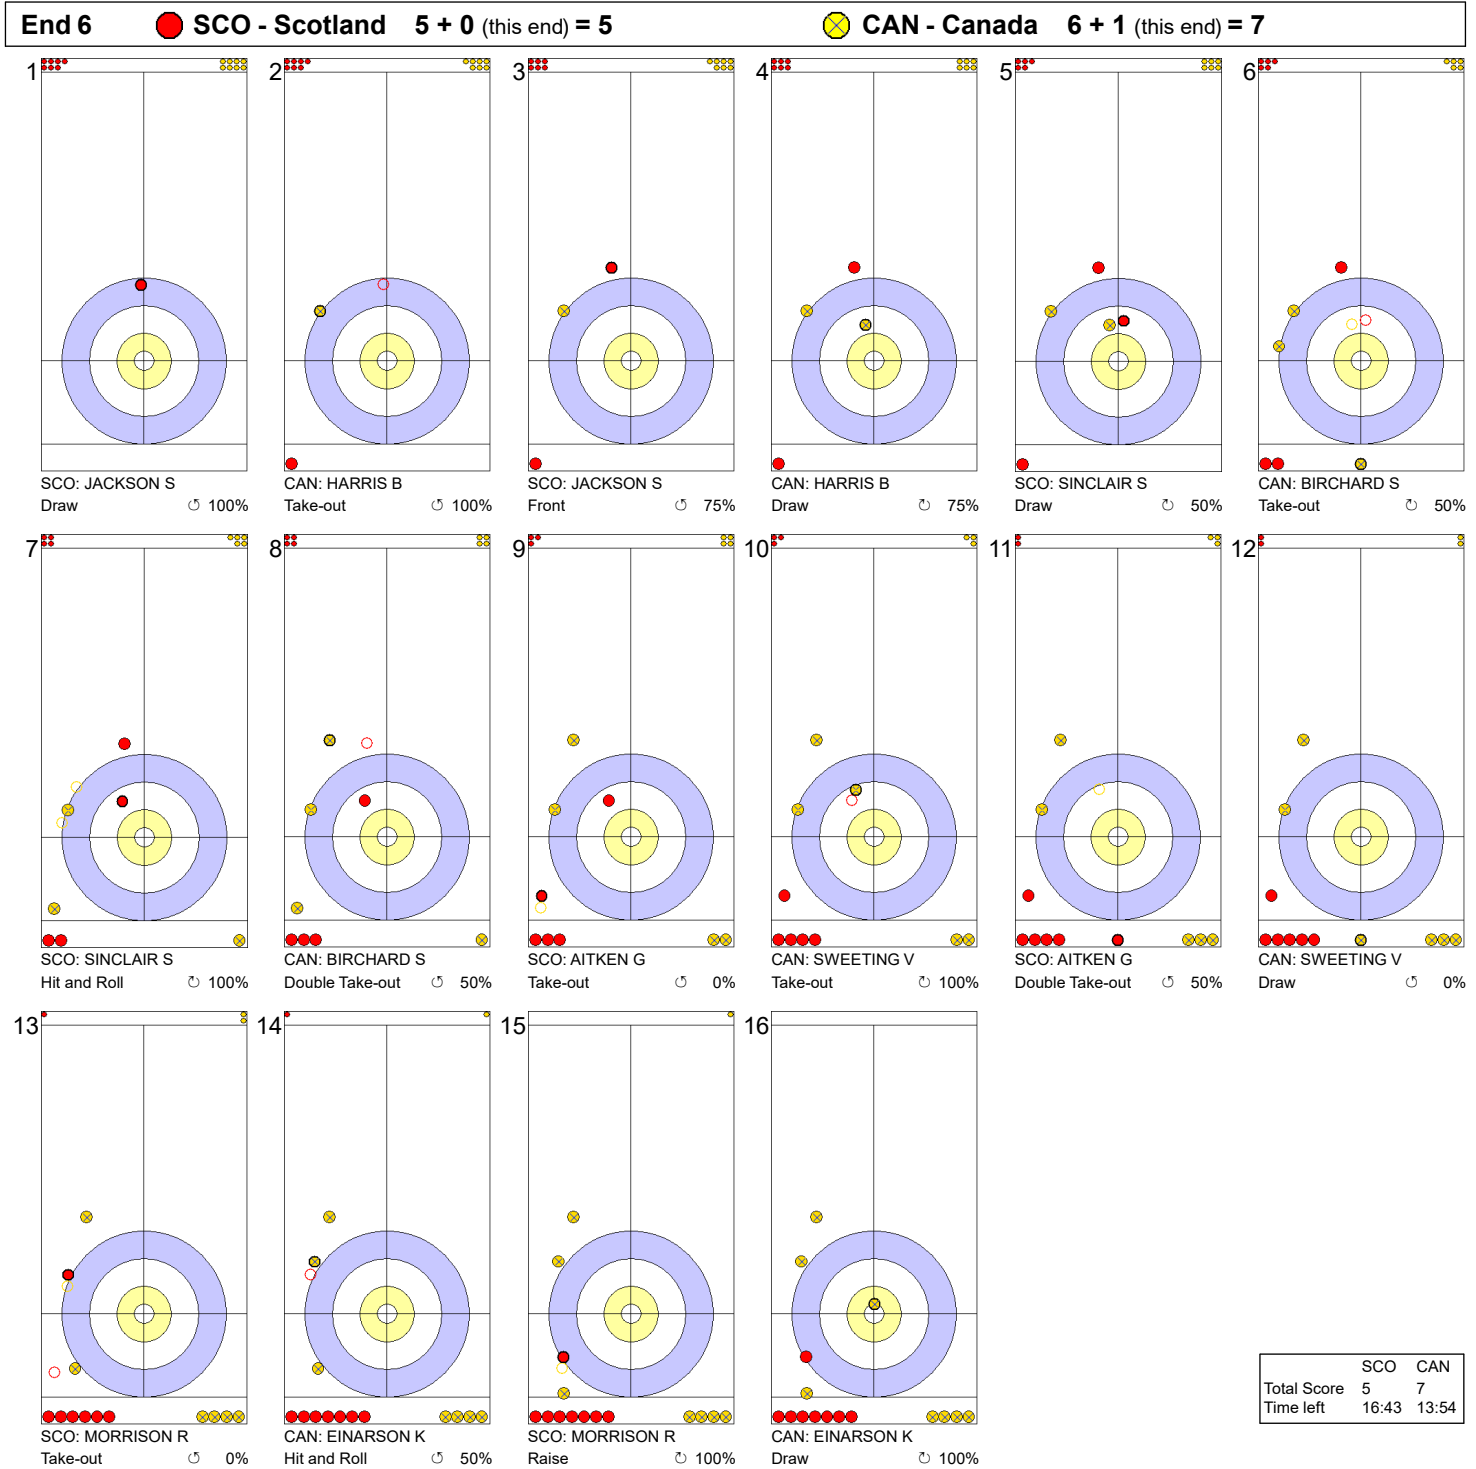 End 6 SCO - Scotland 5 + 0 (this end) = 5 CAN - Canada 6 + 1 (this end) = 7
1 2 3 4 5 6
SCO: JACKSON S CAN: HARRIS B SCO: JACKSON S CAN: HARRIS B SCO: SINCLAIR S CAN: BIRCHARD S
Draw ↺ 100% Take-out ↺ 100% Front ↺ 75% Draw ↻ 75% Draw ↻ 50% Take-out ↻ 50%
7 8 9 10 11 12
SCO: SINCLAIR S CAN: BIRCHARD S SCO: AITKEN G CAN: SWEETING V SCO: AITKEN G CAN: SWEETING V
Hit and Roll ↻ 100% Double Take-out ↺ 50% Take-out ↺ 0% Take-out ↻ 100% Double Take-out ↺ 50% Draw ↺ 0%
13 14 15 16
SCO: MORRISON R CAN: EINARSON K SCO: MORRISON R CAN: EINARSON K
Take-out ↺ 0% Hit and Roll ↺ 50% Raise ↻ 100% Draw ↻ 100%
SCO CAN
Total Score 5 7
Time left 16:43 13:54